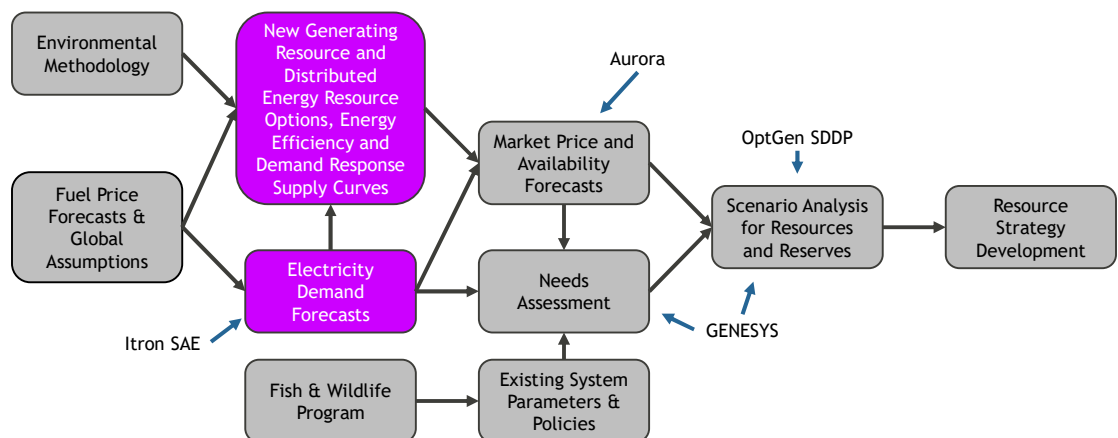 Environmental
Methodology
New Generating
Resource and
Distributed
Energy Resource
Options, Energy
Efficiency and
Demand Response
Supply Curves
Aurora
Market Price and
Availability
Forecasts
OptGen SDDP
Fuel Price
Forecasts &
Global
Assumptions
Scenario Analysis
for Resources
and Reserves
Resource
Strategy
Development
Electricity
Demand
Forecasts
Needs
Assessment
Itron SAE
GENESYS
Fish & Wildlife
Program
Existing System
Parameters &
Policies